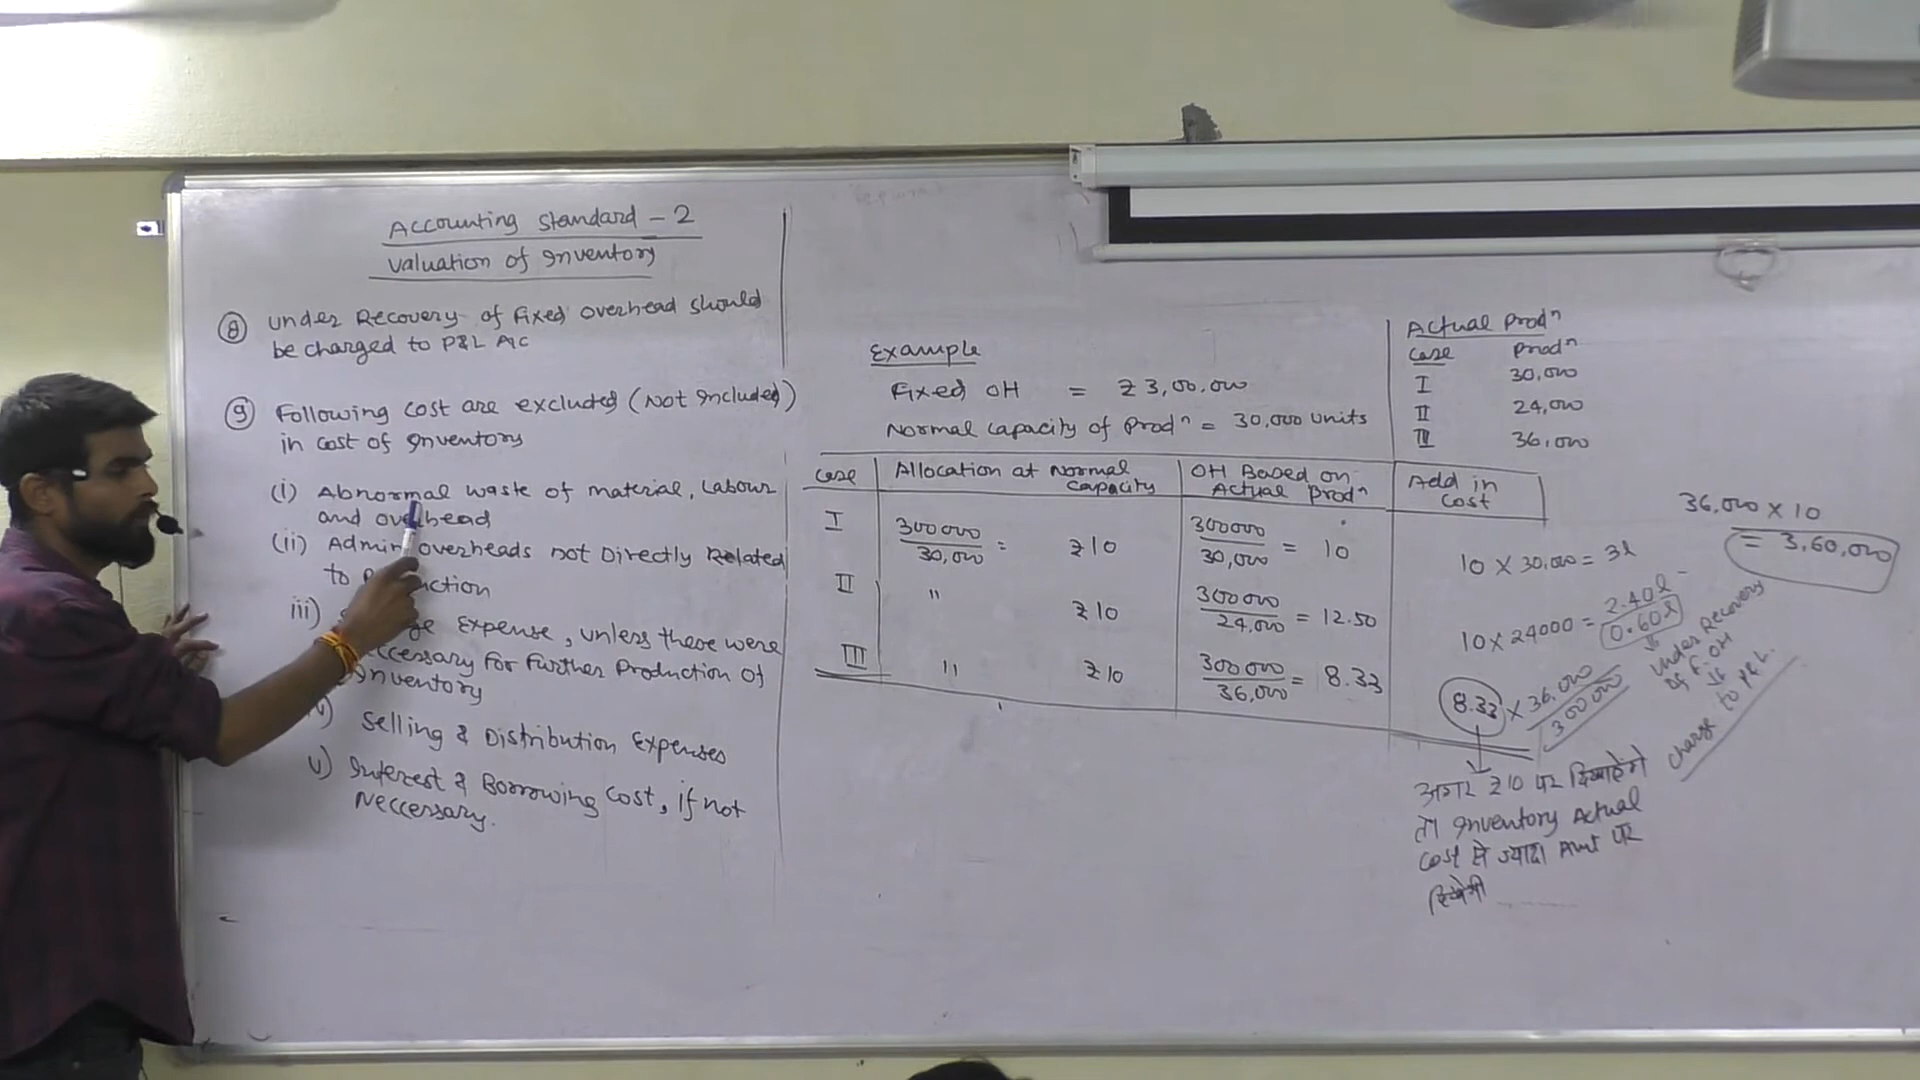 Accounting Standard - 2
Valuation of Inventory
⑧ Under Recovery of Fixed overhead should
be charged to P&L A/C
⑨ Following cost are excluded (Not Included)
in cost of Inventory
(i) Abnormal waste of material, Labour
and overhead
(ii) Admin overheads not Directly Related
to
iii) Expense, unless these were
for further Production of
Inventory
Selling & Distribution Expenses
v) Interest & Borrowing cost, if not
Neccessary.
Example
Fixed OH = ₹3,00,000
Normal capacity of Prodⁿ = 30,000 units
Actual Prodⁿ
Case Prodⁿ
I 30,000
II 24,000
III 36,000
Case Allocation at Normal Capacity OH Based on Actual Prodⁿ Add in Cost
I 300000/30,000 = ₹10 300000/30,000 = 10 10 × 30,000 = 3l
II " ₹10 300000/24,000 = 12.50 10 × 24000 = 2.40l
0.60l
III " ₹10 300000/36,000 = 8.33 8.33 × 36,000
300000
Under Recovery
of F.OH
charge to P&L.
36,000 × 10
= 3,60,000
अगर ₹10 पर दिखाएंगे
तो Inventory Actual
Cost से ज्यादा Amt पर
दिखेगी